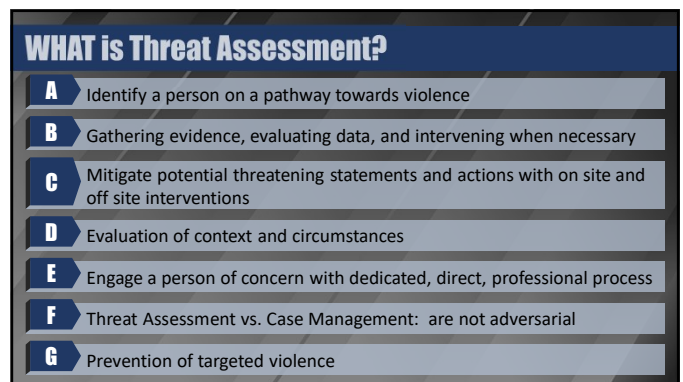 WHAT is Threat Assessment?
A Identify a person on a pathway towards violence
B Gathering evidence, evaluating data, and intervening when necessary
C Mitigate potential threatening statements and actions with on site and
off site interventions
D Evaluation of context and circumstances
E Engage a person of concern with dedicated, direct, professional process
F Threat Assessment vs. Case Management: are not adversarial
G Prevention of targeted violence